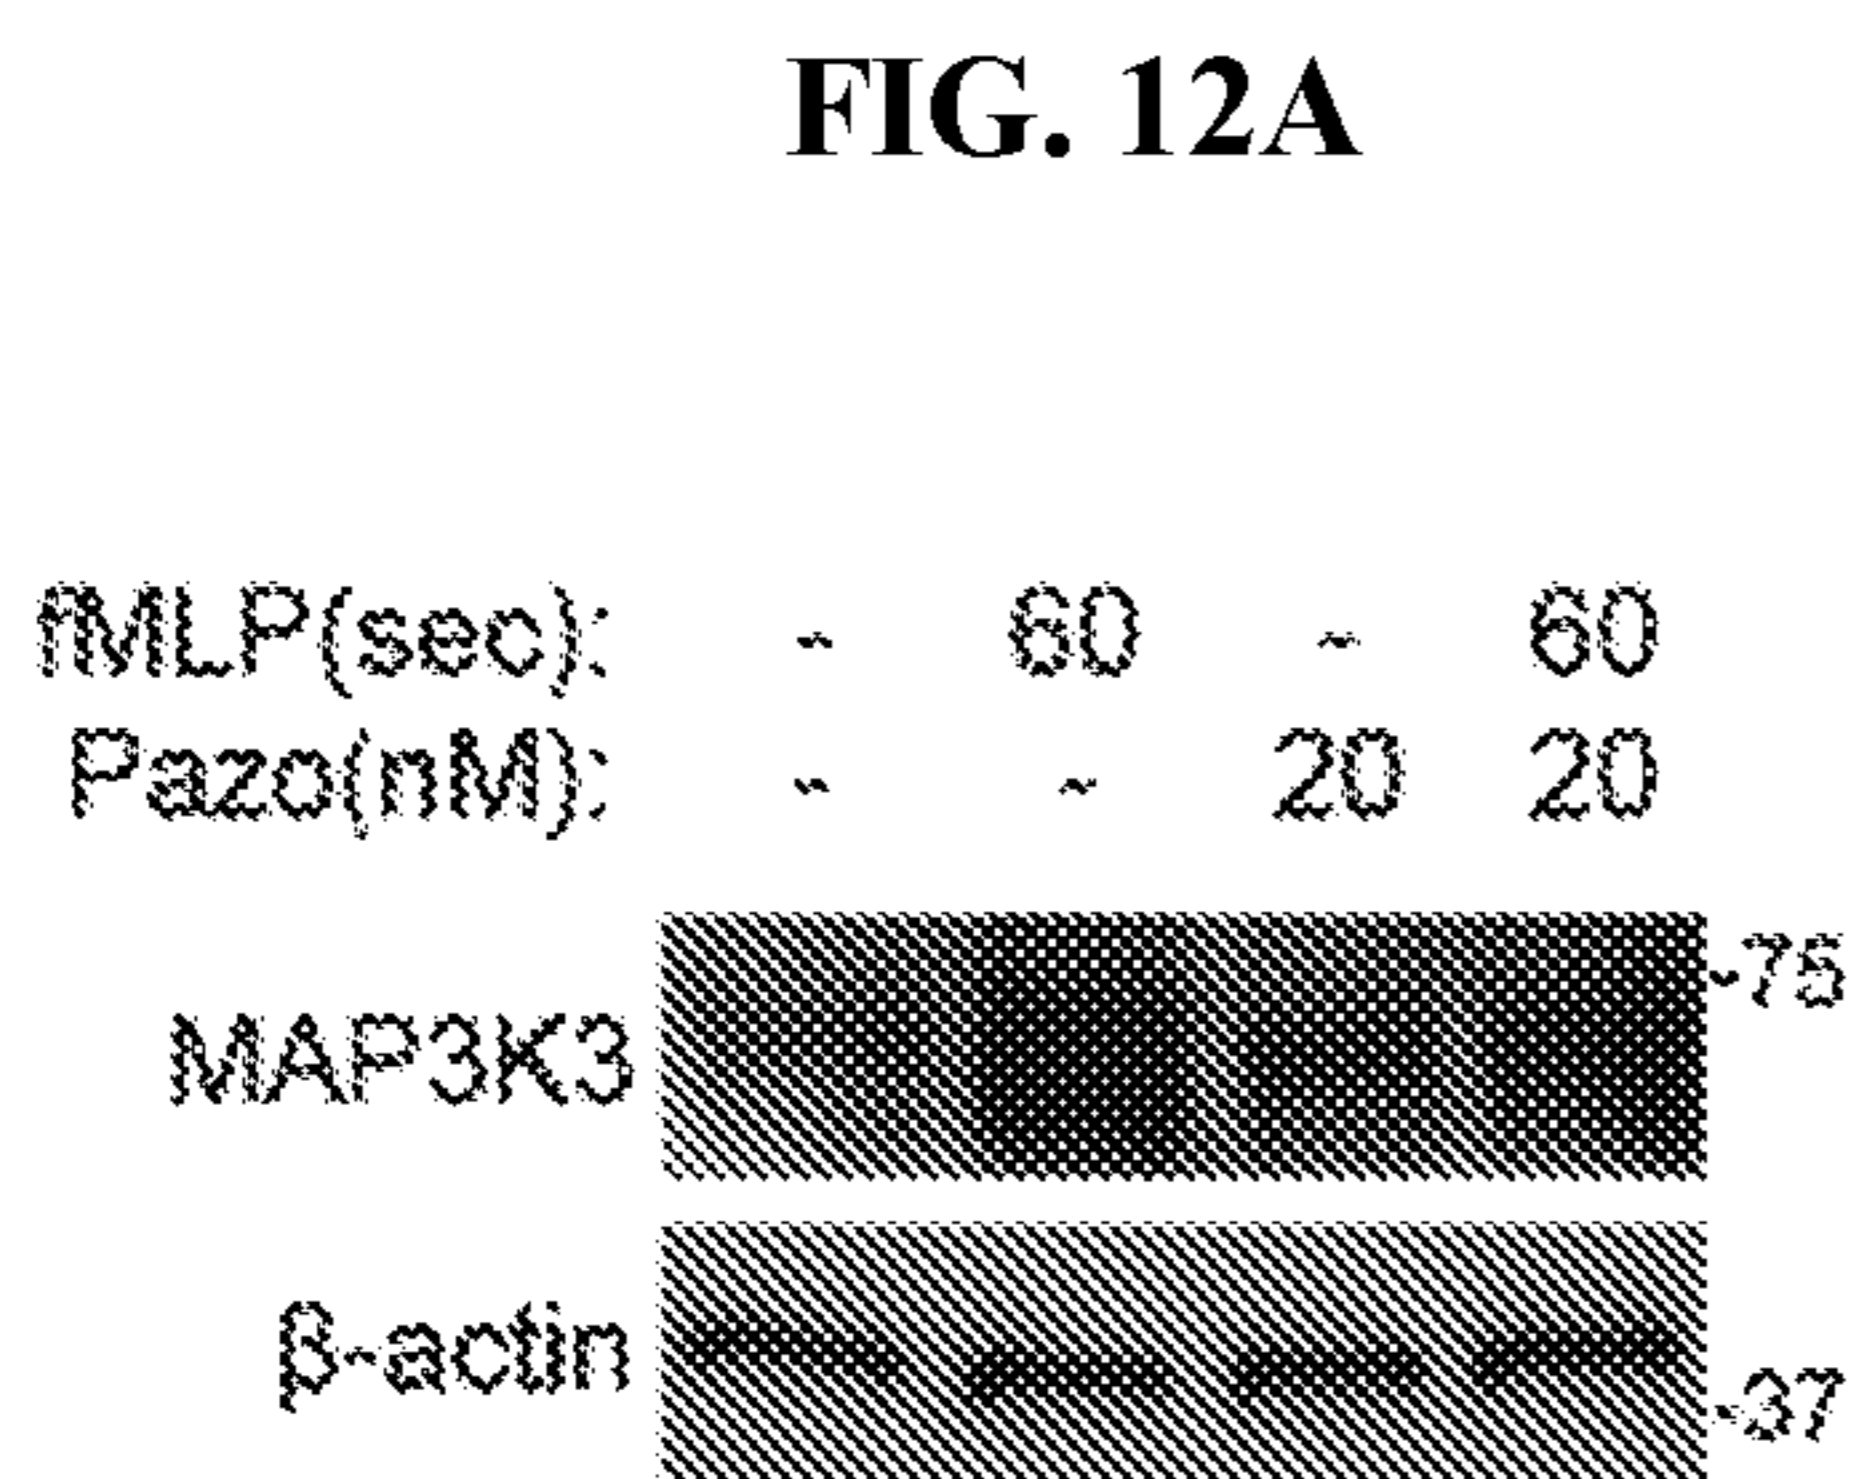 FIG. 12A
fMLP(sec): - 60 - 60
Pazo(nM): - - 20 20
-75
MAP3K3
β-actin
-37